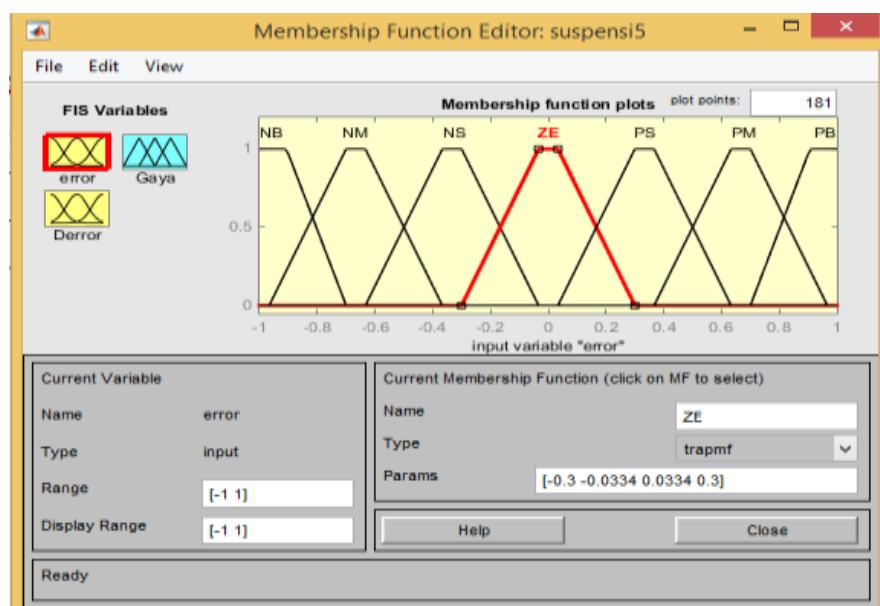 Membership Function Editor: suspensi5
File Edit View
FIS Variables
Membership function plots plot points: 181
error Gaya
Derror
NB NM NS ZE PS PM PB
1
0.5
0
-1 -0.8 -0.6 -0.4 -0.2 0 0.2 0.4 0.6 0.8 1
input variable "error"
Current Variable
Name error
Type input
Range [-1 1]
Display Range [-1 1]
Current Membership Function (click on MF to select)
Name ZE
Type trapmf
Params [-0.3 -0.0334 0.0334 0.3]
Help Close
Ready